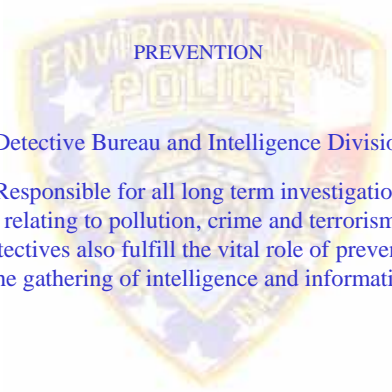 PREVENTION
Detective Bureau and Intelligence Divisio
Responsible for all long term investigatio
relating to pollution, crime and terrorism
tectives also fulfill the vital role of preven
he gathering of intelligence and informati
ENVIRONMENTAL
POLICE